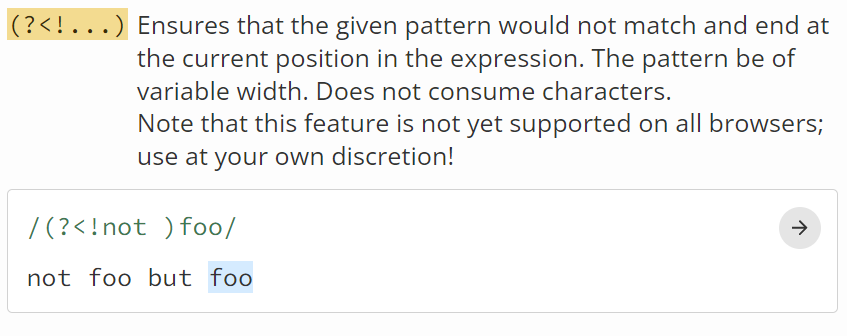 (?<!...) Ensures that the given pattern would not match and end at
the current position in the expression. The pattern be of
variable width. Does not consume characters.
Note that this feature is not yet supported on all browsers;
use at your own discretion!
/(?<!not )foo/
not foo but foo